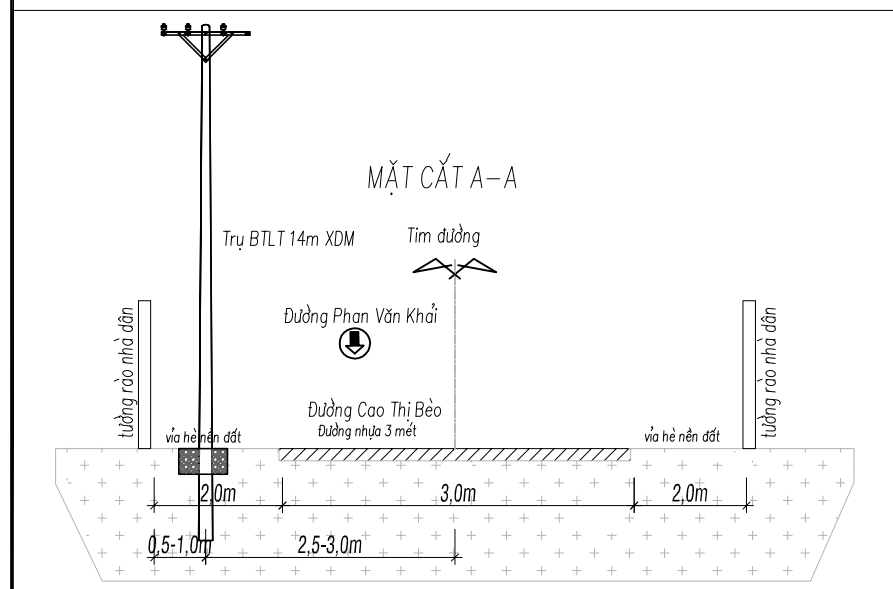 MẶT CẮT A-A
Trụ BTLT 14m XDM
Tim đường
Đường Phan Văn Khải
tường rào nhà dân
tường rào nhà dân
Đường Cao Thị Bèo
Đường nhựa 3 mét
vỉa hè nền đất
vỉa hè nền đất
2,0m
3,0m
2,0m
0,5-1,0m
2,5-3,0m